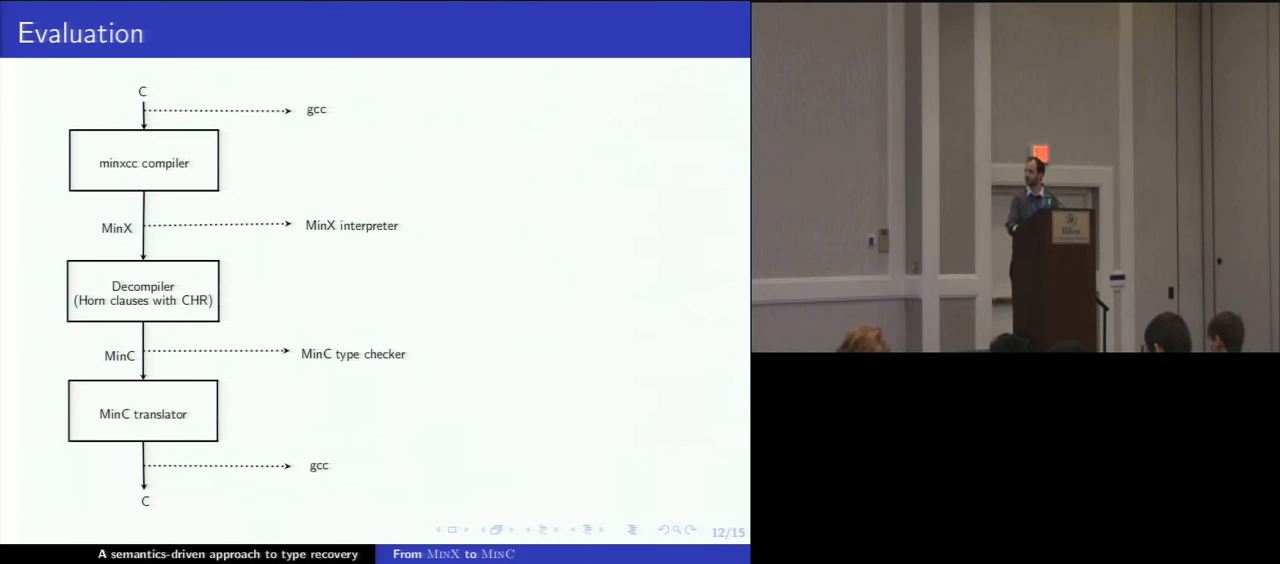 Evaluation
C
gcc
minxcc compiler
MinX
MinX interpreter
Decompiler
(Horn clauses with CHR)
MinC
MinC type checker
MinC translator
gcc
C
12/15
A semantics-driven approach to type recovery
From MINX to MINC
Hilton